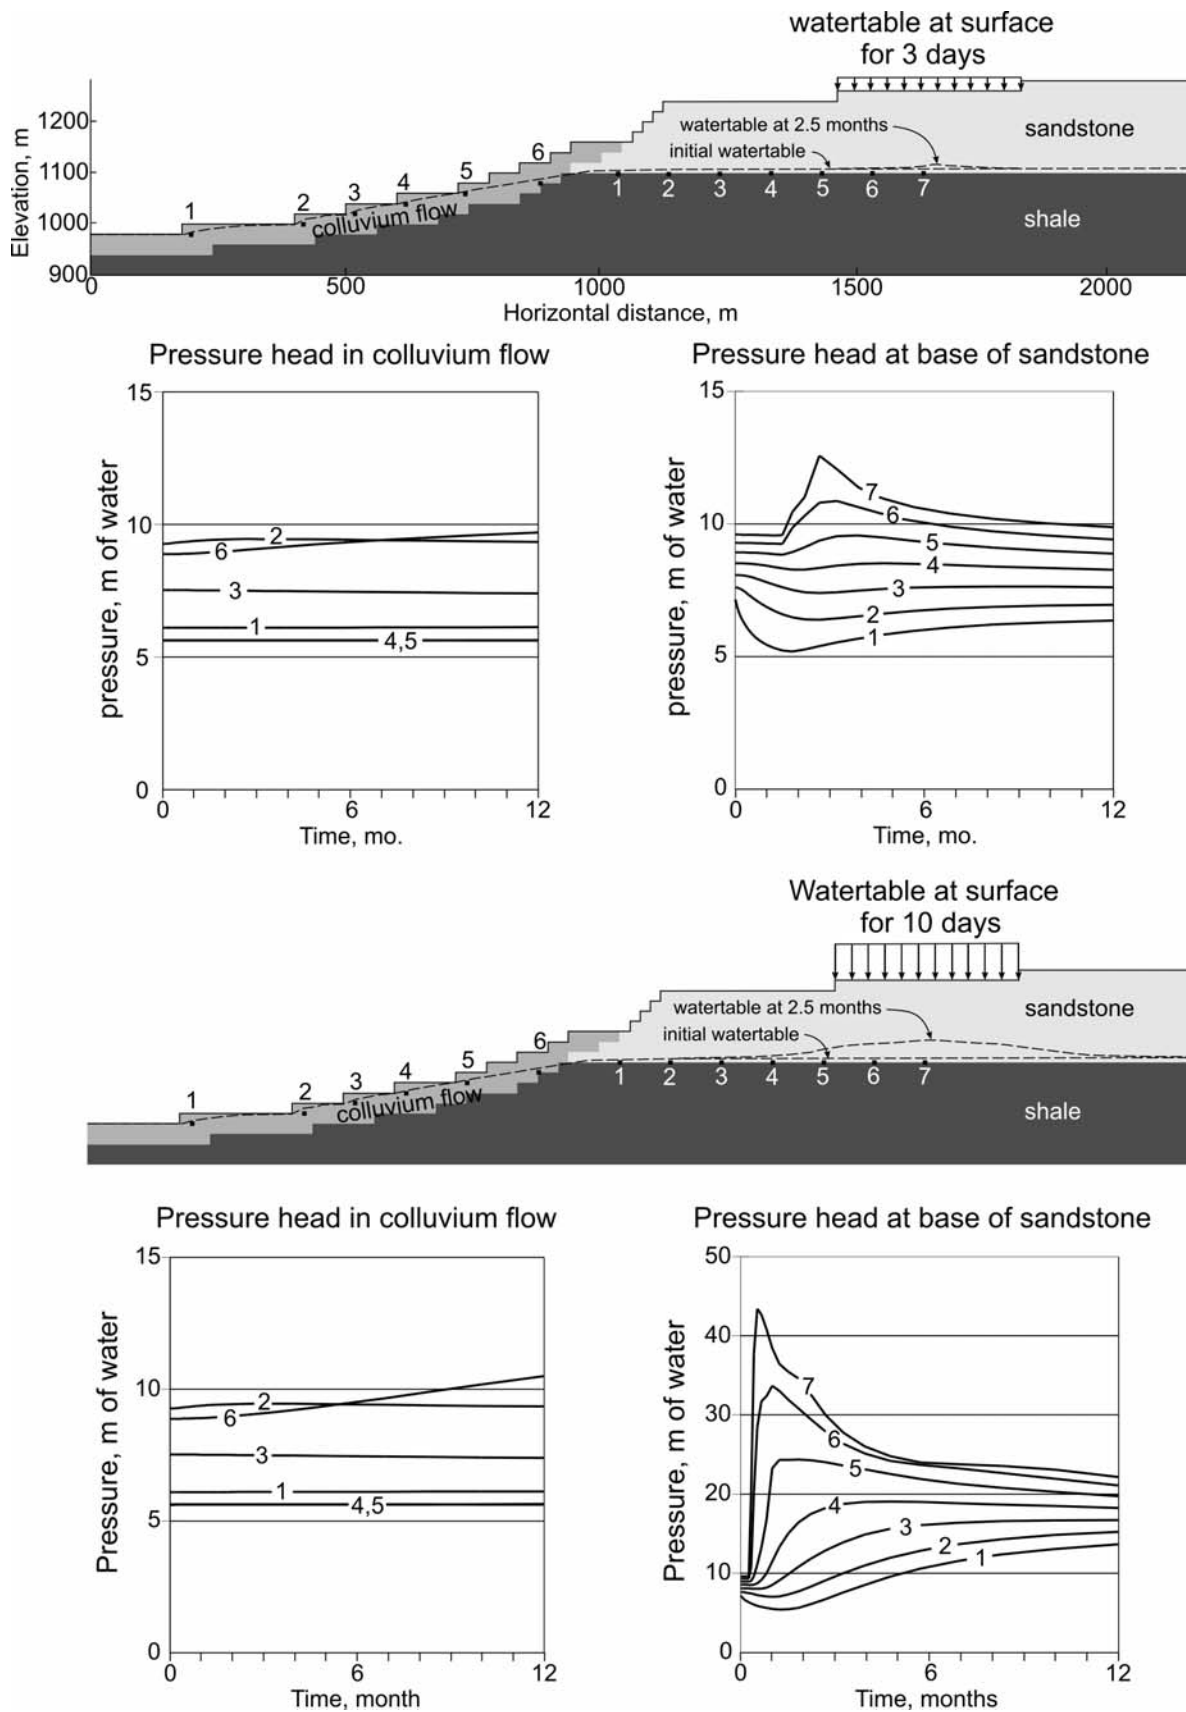 watertable at surface
for 3 days
Elevation, m
1200
1100
1000
900
watertable at 2.5 months
initial watertable
sandstone
shale
colluvium flow
1 2 3 4 5 6
1 2 3 4 5 6 7
0 500 1000 1500 2000
Horizontal distance, m
Pressure head in colluvium flow
pressure, m of water
15
10
5
0
2
6
3
1
4,5
0 6 12
Time, mo.
Pressure head at base of sandstone
pressure, m of water
15
10
5
0
7
6
5
4
3
2
1
0 6 12
Time, mo.
Watertable at surface
for 10 days
watertable at 2.5 months
initial watertable
sandstone
shale
colluvium flow
1 2 3 4 5 6
1 2 3 4 5 6 7
Pressure head in colluvium flow
Pressure, m of water
15
10
5
0
2
6
3
1
4,5
0 6 12
Time, month
Pressure head at base of sandstone
Pressure, m of water
50
40
30
20
10
0
7
6
5
4
3
2
1
0 6 12
Time, months